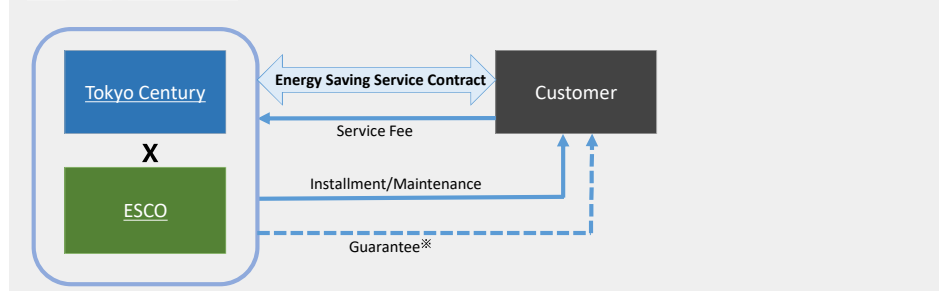 Tokyo Century
Energy Saving Service Contract
Customer
Service Fee
X
Installment/Maintenance
ESCO
Guarantee※